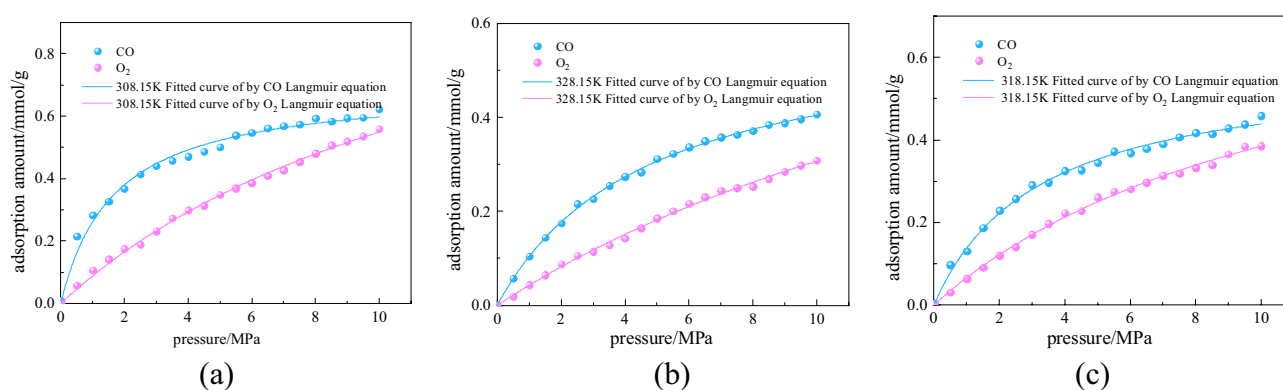 0.8
0.6
0.4
0.2
0.0
adsorption amount/mmol/g
CO
O₂
308.15K Fitted curve of by CO Langmuir equation
308.15K Fitted curve of by O₂ Langmuir equation
0 2 4 6 8 10
pressure/MPa
(a)
0.6
0.4
0.2
0.0
adsorption amount/mmol/g
CO
O₂
328.15K Fitted curve of by CO Langmuir equation
328.15K Fitted curve of by O₂ Langmuir equation
0 2 4 6 8 10
pressure/MPa
(b)
0.6
0.4
0.2
0.0
adsorption amount/mmol/g
CO
O₂
318.15K Fitted curve of by CO Langmuir equation
318.15K Fitted curve of by O₂ Langmuir equation
0 2 4 6 8 10
pressure/MPa
(c)